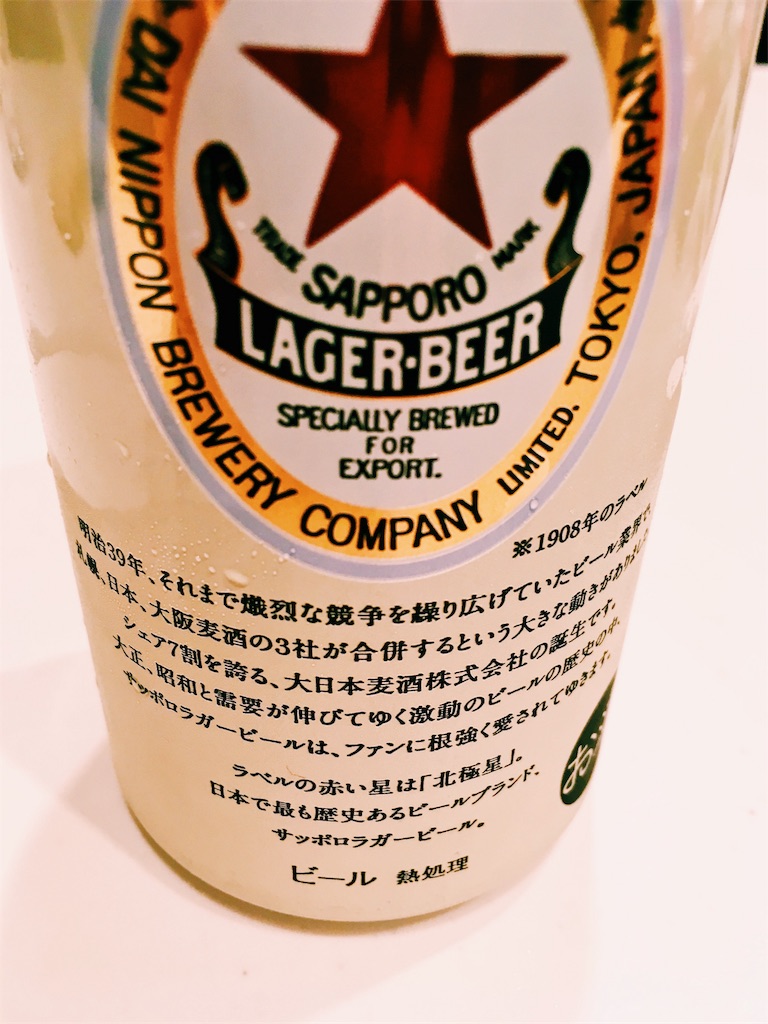 DAI NIPPON BREWERY COMPANY LIMITED. TOKYO. JAPAN.
TRADE MARK
SAPPORO
LAGER·BEER
SPECIALLY BREWED
FOR
EXPORT.
※1908年のラベル
明治39年、それまで熾烈な競争を繰り広げていたビール業界で、
札幌、日本、大阪麦酒の3社が合併するという大きな動きがありました
シェア7割を誇る、大日本麦酒株式会社の誕生です。
大正、昭和と需要が伸びてゆく激動のビールの歴史の中、
サッポロラガービールは、ファンに根強く愛されてゆきます。
ラベルの赤い星は「北極星」。
日本で最も歴史あるビールブランド、
サッポロラガービール。
ビール 熱処理